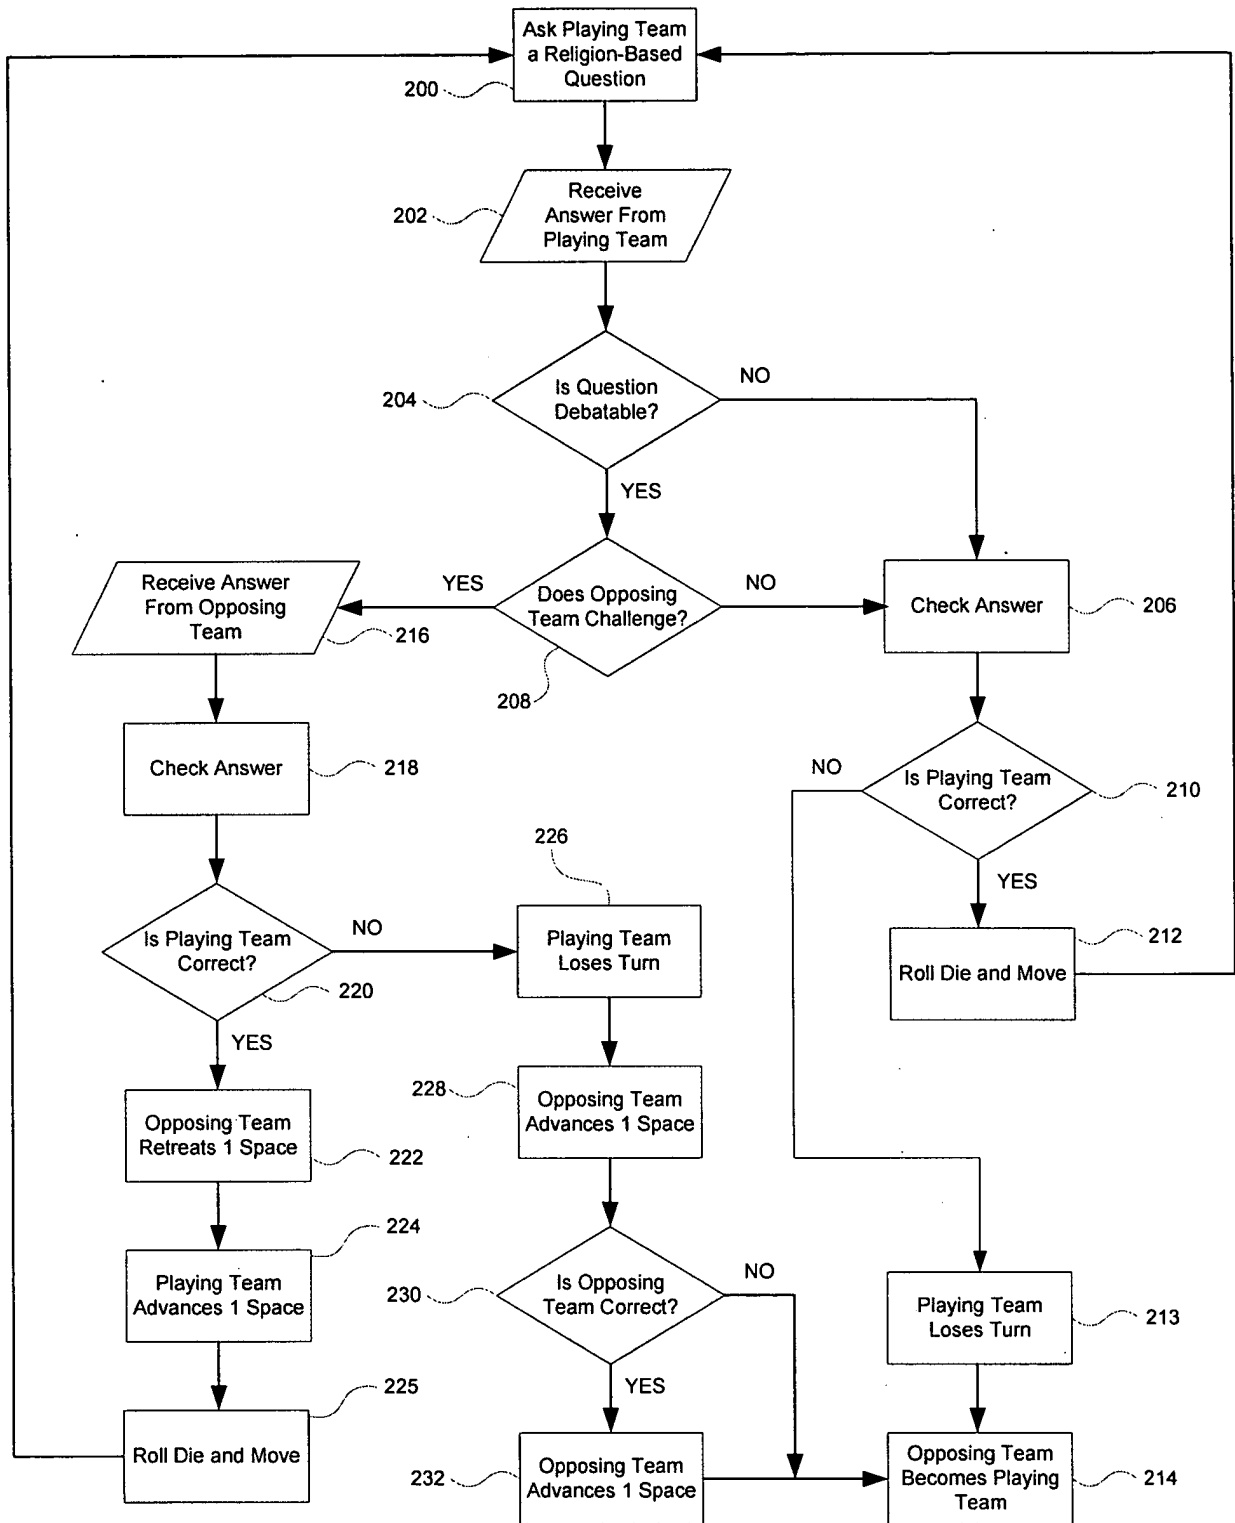 Ask Playing Team
a Religion-Based
Question
200
Receive
Answer From
Playing Team
202
Is Question
Debatable?
204
NO
YES
Receive Answer
From Opposing
Team
216
YES
Does Opposing
Team Challenge?
208
NO
Check Answer
206
Check Answer
218
NO
Is Playing Team
Correct?
210
YES
226
Is Playing Team
Correct?
220
NO
Playing Team
Loses Turn
212
Roll Die and Move
YES
Opposing Team
Retreats 1 Space
222
228
Opposing Team
Advances 1 Space
224
Playing Team
Advances 1 Space
230
Is Opposing
Team Correct?
NO
YES
Playing Team
Loses Turn
213
225
Roll Die and Move
232
Opposing Team
Advances 1 Space
Opposing Team
Becomes Playing
Team
214